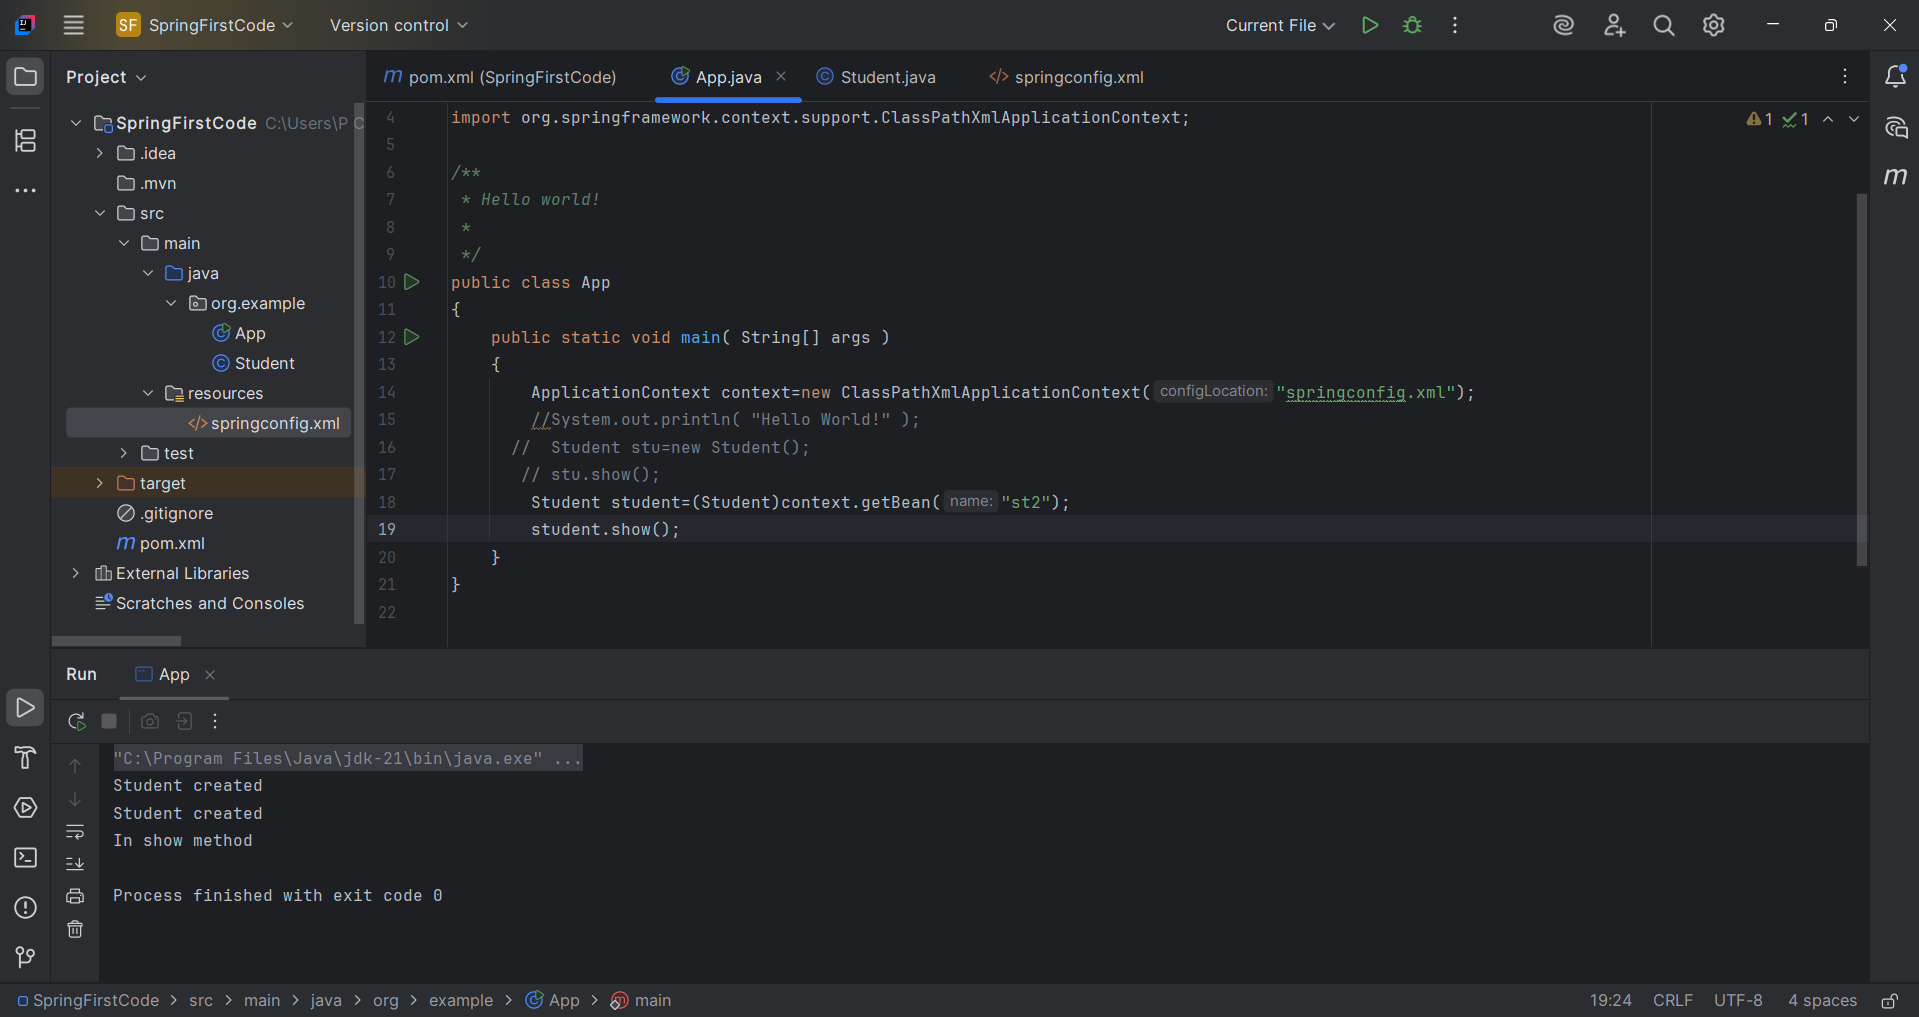 SF SpringFirstCode Version control Current File
Project
pom.xml (SpringFirstCode) App.java Student.java springconfig.xml
SpringFirstCode C:\Users\P C
.idea
.mvn
src
main
java
org.example
App
Student
resources
springconfig.xml
test
target
.gitignore
pom.xml
External Libraries
Scratches and Consoles
1 1
4 import org.springframework.context.support.ClassPathXmlApplicationContext;
5
6 /**
7 * Hello world!
8 *
9 */
10 public class App
11 {
12 public static void main( String[] args )
13 {
14 ApplicationContext context=new ClassPathXmlApplicationContext( configLocation: "springconfig.xml");
15 //System.out.println( "Hello World!" );
16 // Student stu=new Student();
17 // stu.show();
18 Student student=(Student)context.getBean( name: "st2");
19 student.show();
20 }
21 }
22
Run App
"C:\Program Files\Java\jdk-21\bin\java.exe" ...
Student created
Student created
In show method
Process finished with exit code 0
SpringFirstCode > src > main > java > org > example > App > main 19:24 CRLF UTF-8 4 spaces